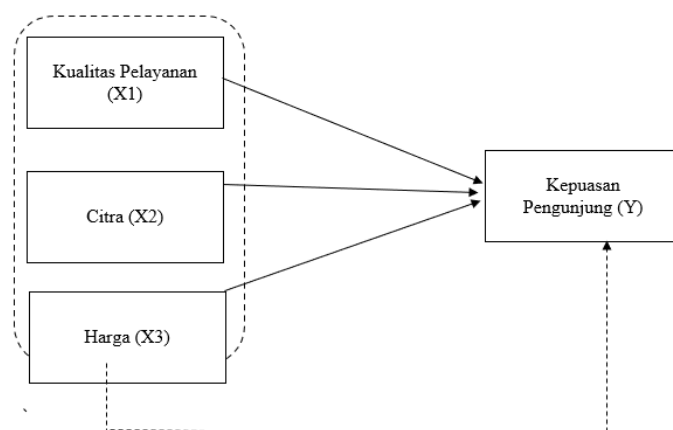 Kualitas Pelayanan
(X1)
Citra (X2)
Harga (X3)
Kepuasan
Pengunjung (Y)